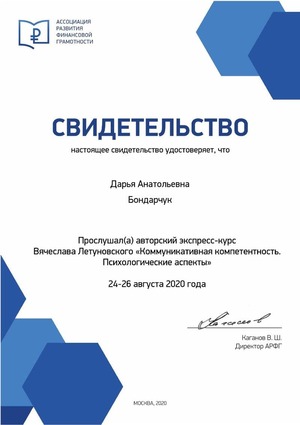 АССОЦИАЦИЯ
РАЗВИТИЯ
ФИНАНСОВОЙ
ГРАМОТНОСТИ
СВИДЕТЕЛЬСТВО
настоящее свидетельство удостоверяет, что
Дарья Анатольевна
Бондарчук
Прослушал(а) авторский экспресс-курс
Вячеслава Летуновского «Коммуникативная компетентность.
Психологические аспекты»
24-26 августа 2020 года
Каганов В. Ш.
Директор АРФГ
МОСКВА, 2020